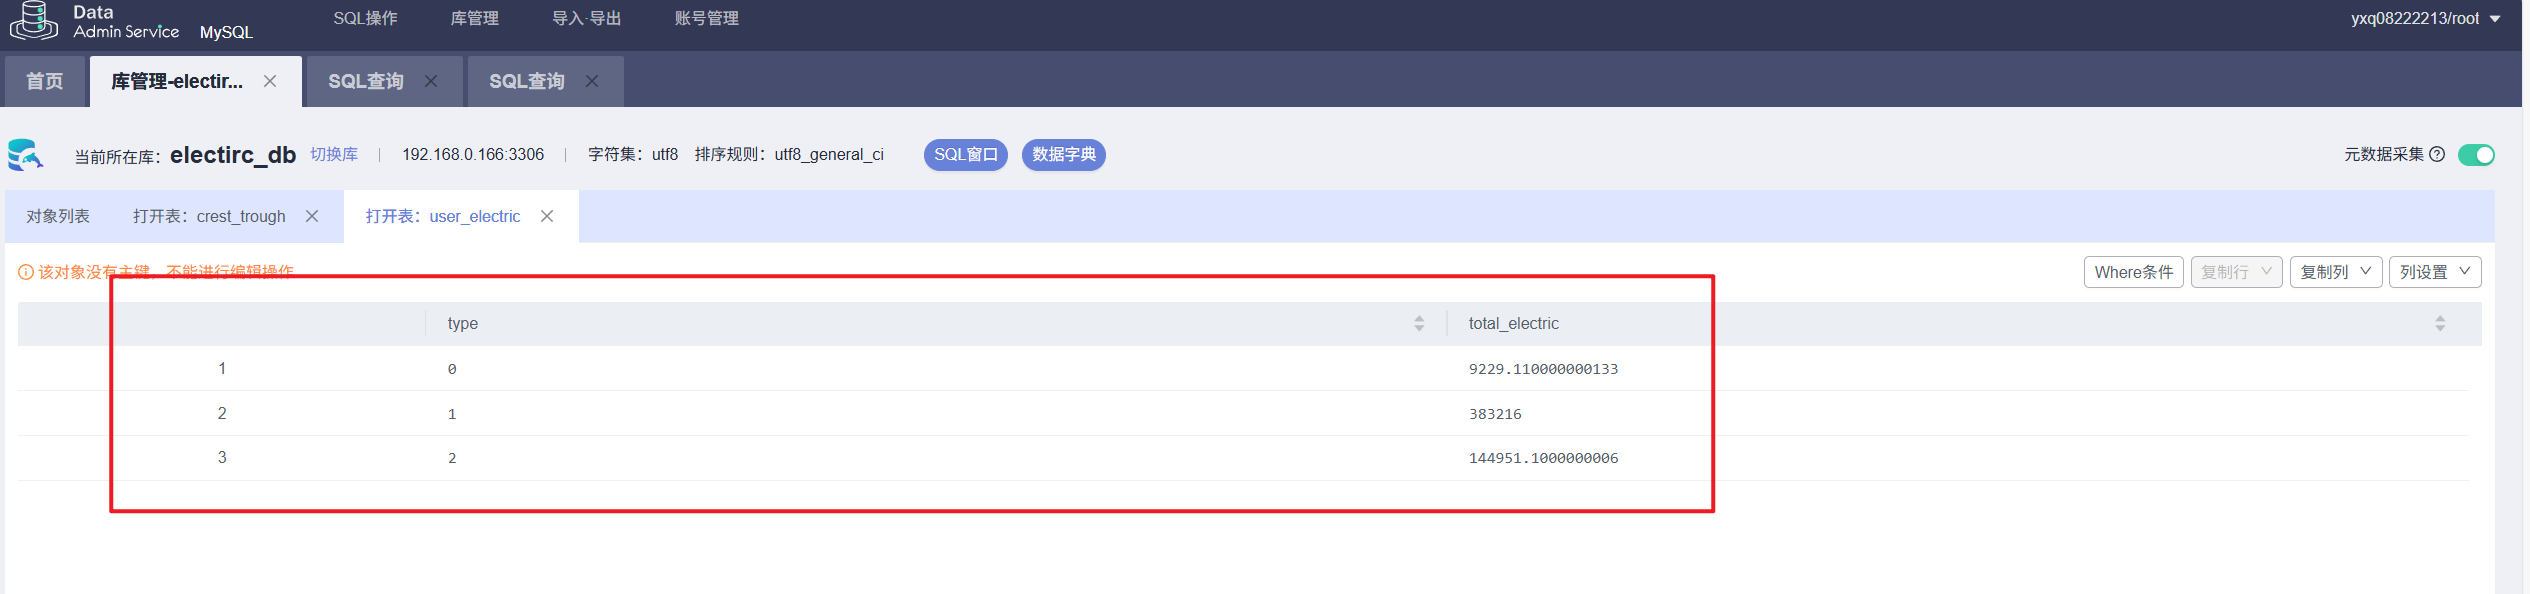 Data
Admin Service MySQL SQL操作 库管理 导入·导出 账号管理 yxq08222213/root
首页 库管理-electir... SQL查询 SQL查询
当前所在库: electirc_db 切换库 192.168.0.166:3306 字符集: utf8 排序规则: utf8_general_ci SQL窗口 数据字典 元数据采集
对象列表 打开表: crest_trough 打开表: user_electric
该对象没有主键，不能进行编辑操作 Where条件 复制行 复制列 列设置
type total_electric
1 0 9229.110000000133
2 1 383216
3 2 144951.1000000006